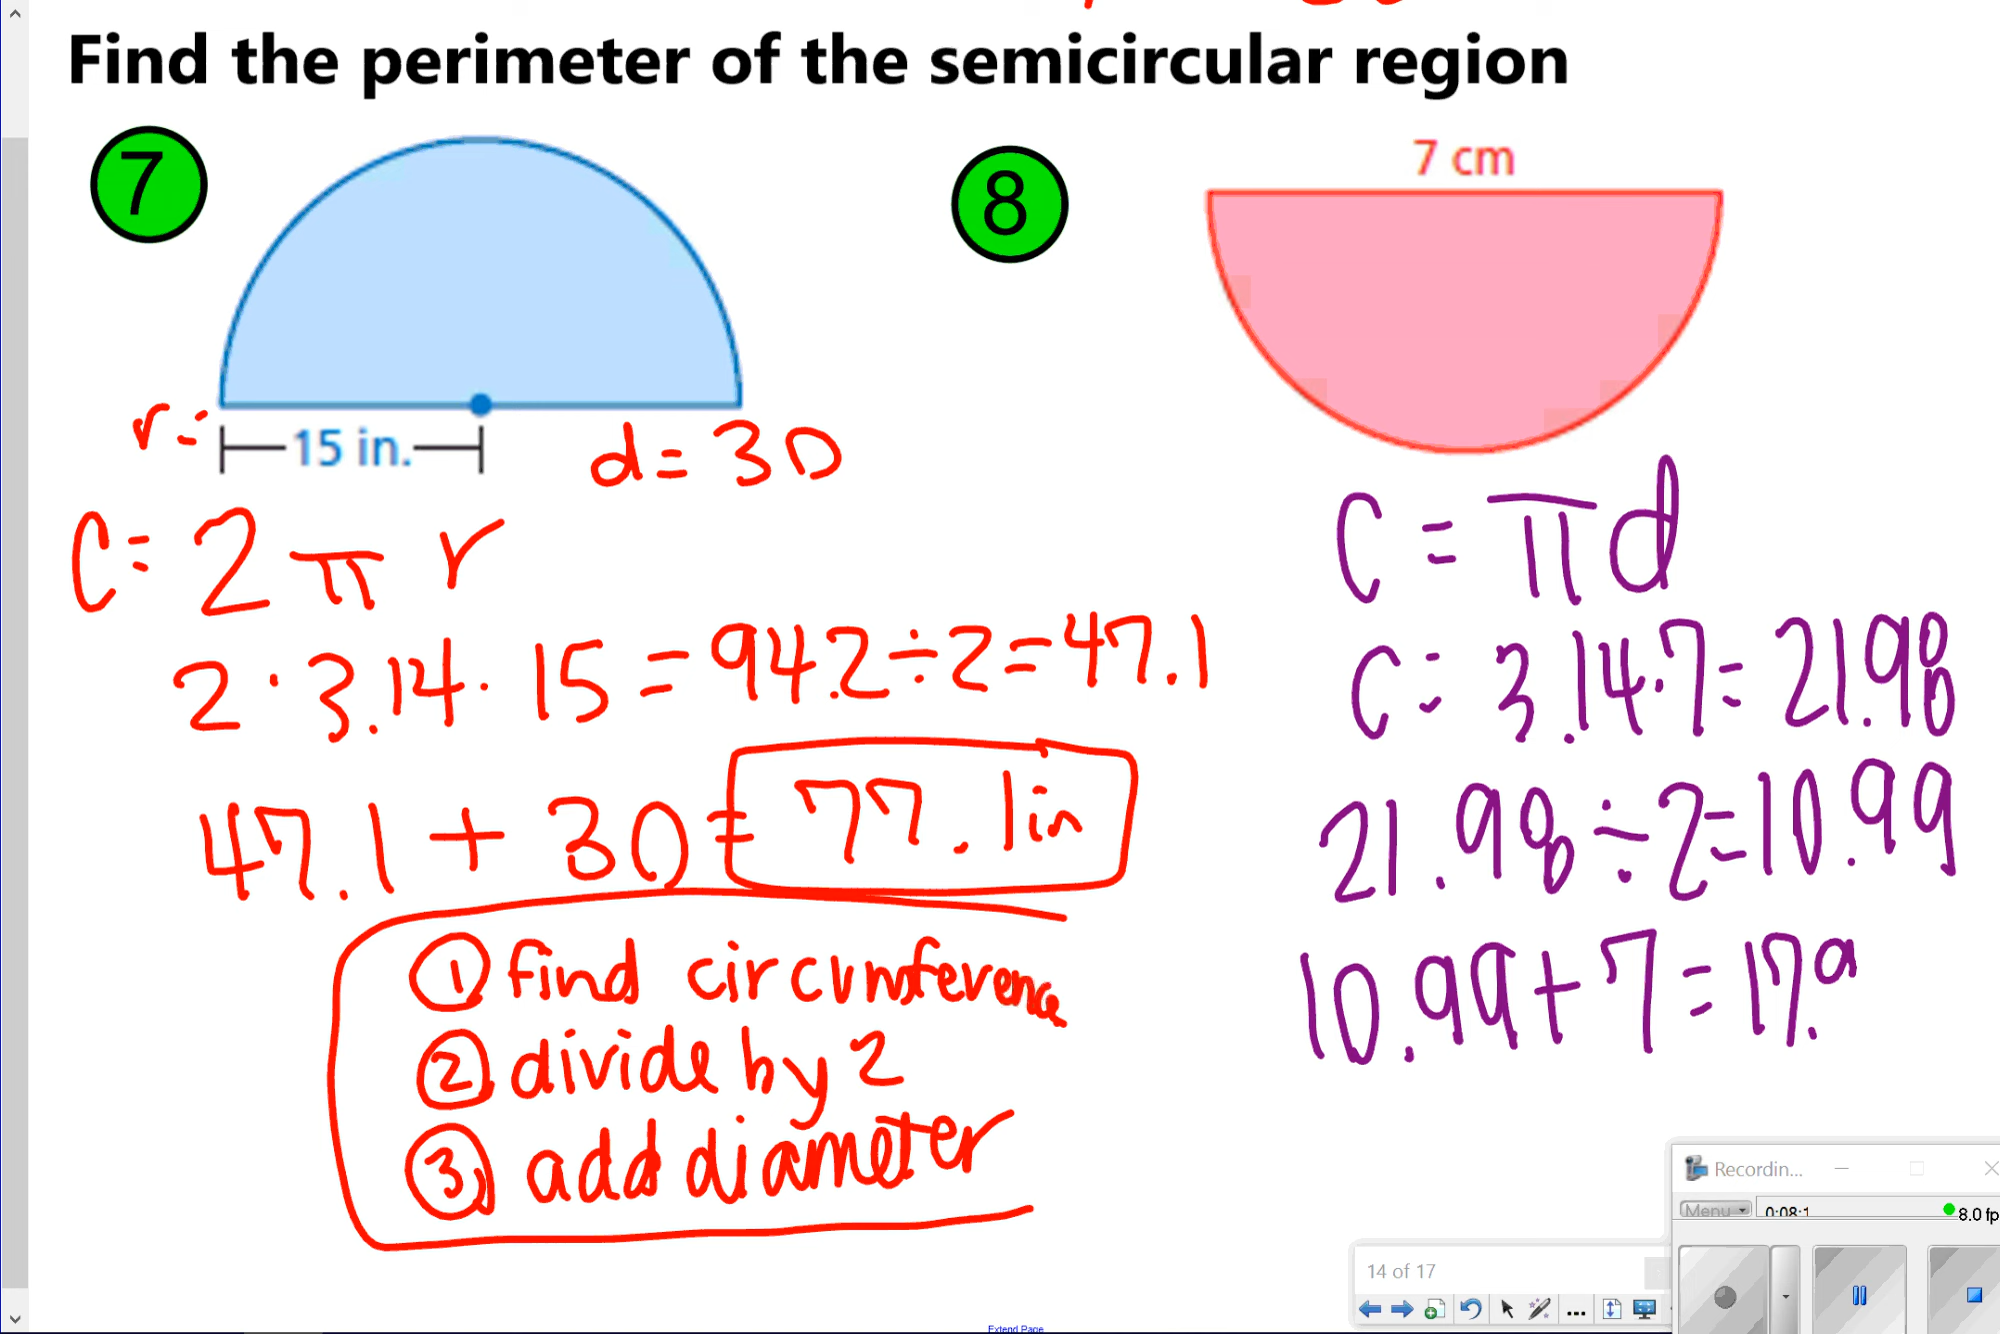 Find the perimeter of the semicircular region
7
15 in.
r=
d=30
C=2πr
2·3.14·15=94.2÷2=47.1
47.1+30=77.1in
① find circumference
② divide by 2
③ add diameter
8
7 cm
C=πd
C=3.14·7=21.98
21.98÷2=10.99
10.99+7=17.9
Recordin...
Menu
0:08:1
8.0 fp
14 of 17
...
Extend Page